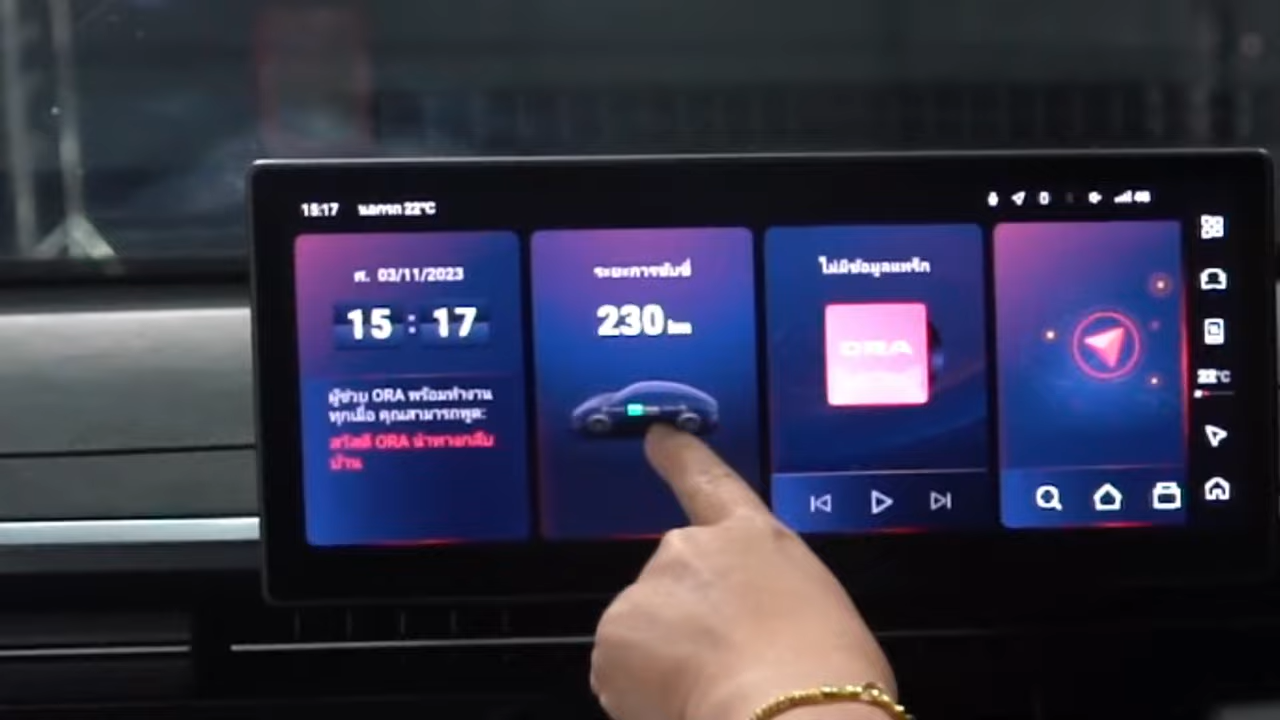 15:17 นอกรถ 22°C
4G
ศ. 03/11/2023
15 : 17
ผู้ช่วย ORA พร้อมทำงาน
ทุกเมื่อ คุณสามารถพูด:
สวัสดี ORA นำทางกลับ
บ้าน
ระยะการขับขี่
230 km
ไม่มีข้อมูลแทร็ก
ORA
22°C